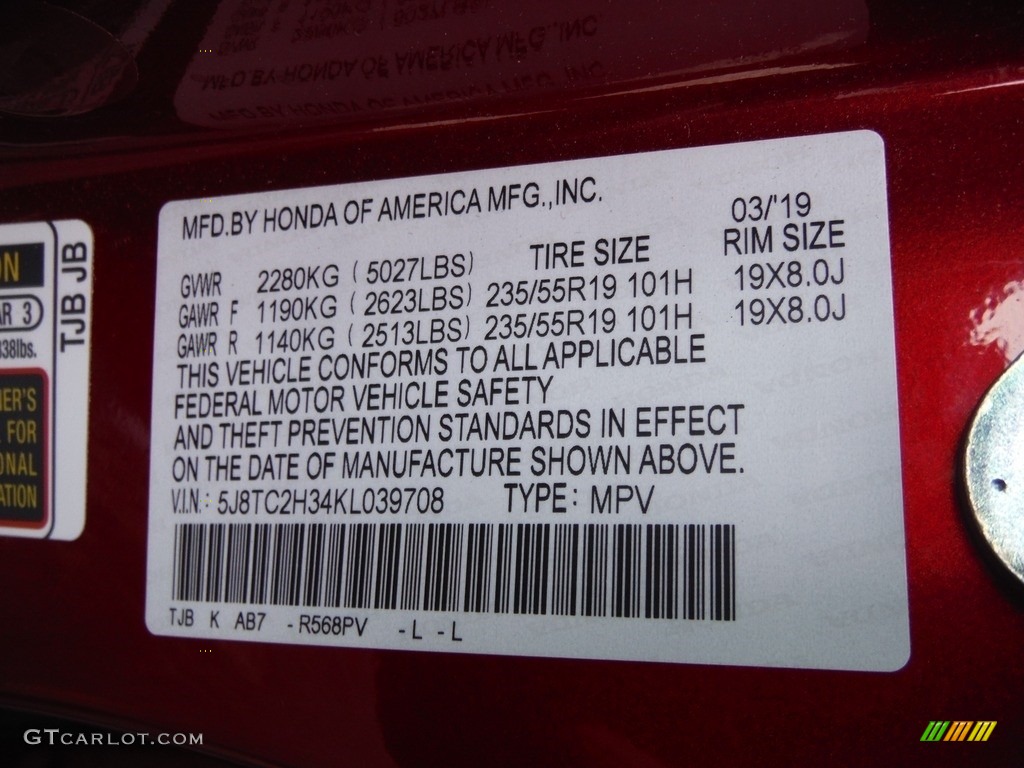 MFD.BY HONDA OF AMERICA MFG.,INC.
03/'19
TIRE SIZE RIM SIZE
GVWR 2280KG (5027LBS)
GAWR F 1190KG (2623LBS) 235/55R19 101H 19X8.0J
GAWR R 1140KG (2513LBS) 235/55R19 101H 19X8.0J
THIS VEHICLE CONFORMS TO ALL APPLICABLE
FEDERAL MOTOR VEHICLE SAFETY
AND THEFT PREVENTION STANDARDS IN EFFECT
ON THE DATE OF MANUFACTURE SHOWN ABOVE.
V.I.N.: 5J8TC2H34KL039708 TYPE: MPV
TJB K AB7 -R568PV -L -L
TJB JB
3
FOR
GTCARLOT.COM